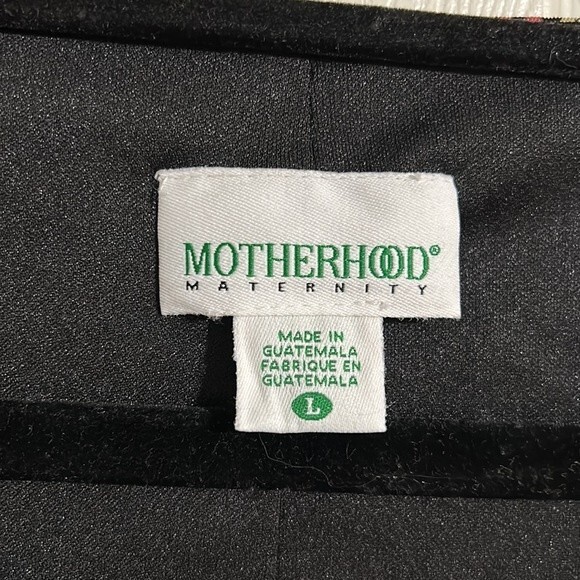 MOTHERHOOD®
MATERNITY
MADE IN
GUATEMALA
FABRIQUE EN
GUATEMALA
L